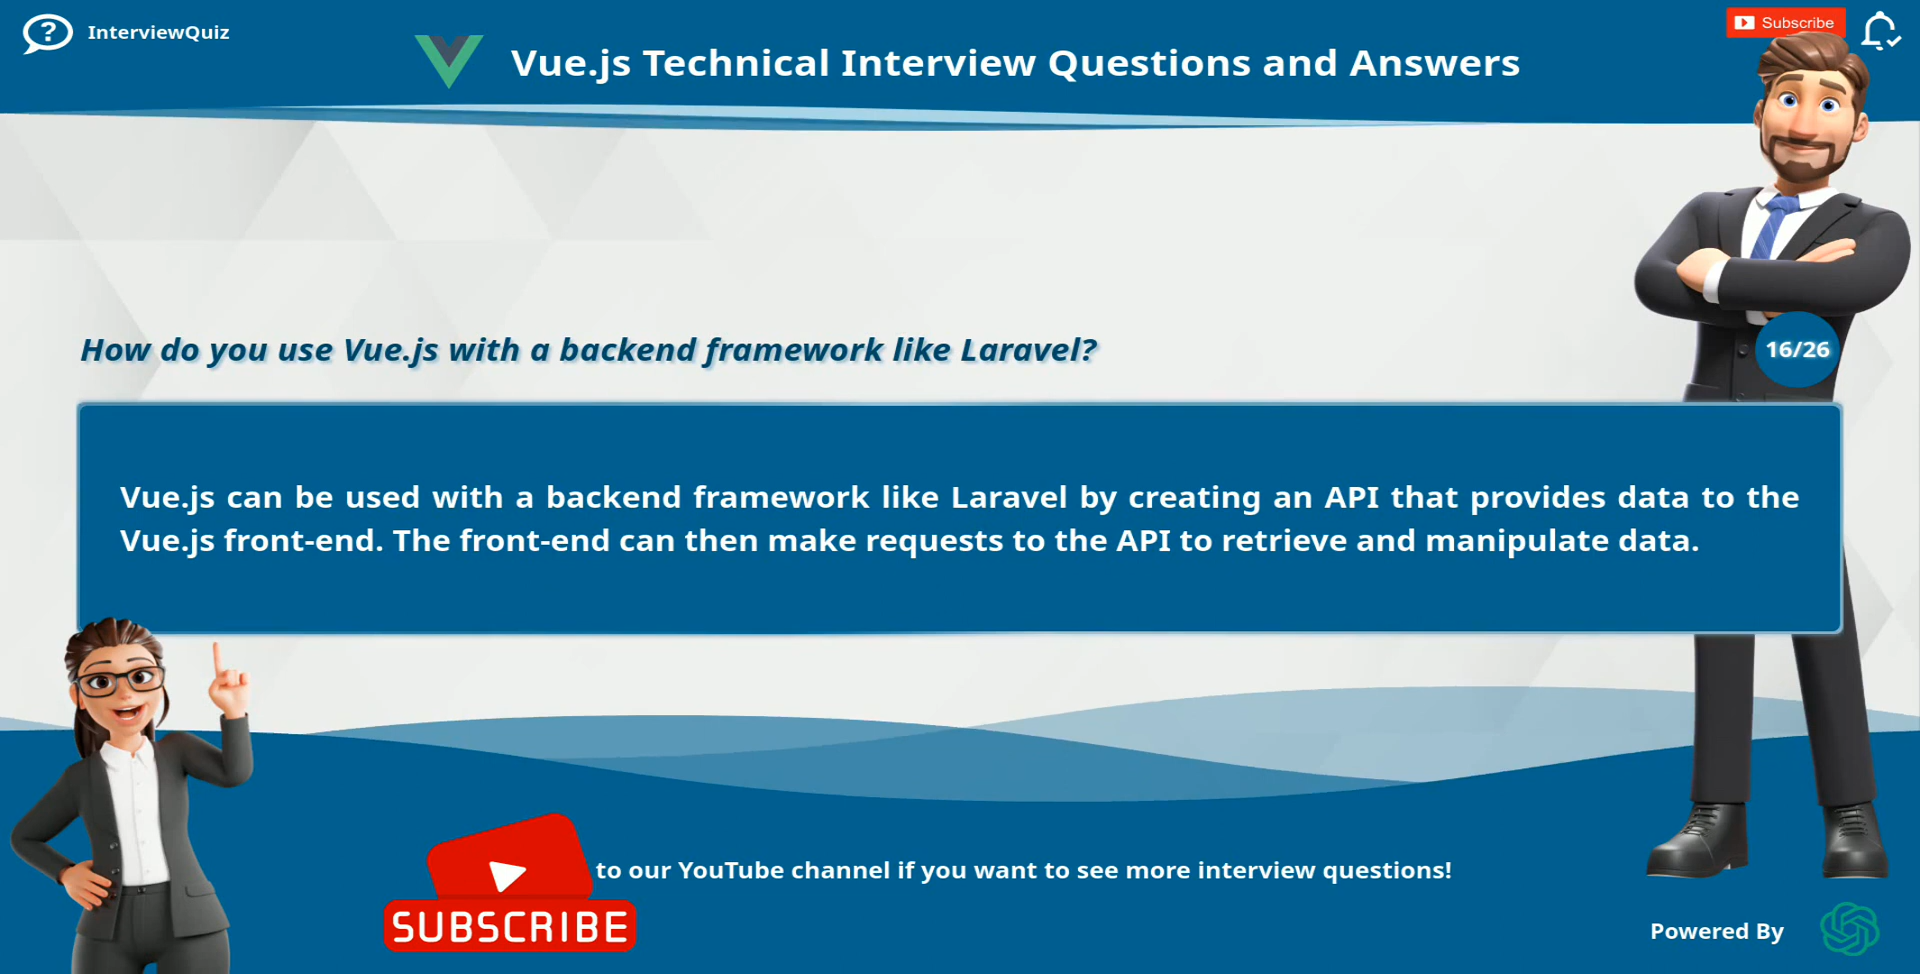 InterviewQuiz
Subscribe
Vue.js Technical Interview Questions and Answers
How do you use Vue.js with a backend framework like Laravel?
16/26
Vue.js can be used with a backend framework like Laravel by creating an API that provides data to the
Vue.js front-end. The front-end can then make requests to the API to retrieve and manipulate data.
to our YouTube channel if you want to see more interview questions!
SUBSCRIBE
Powered By